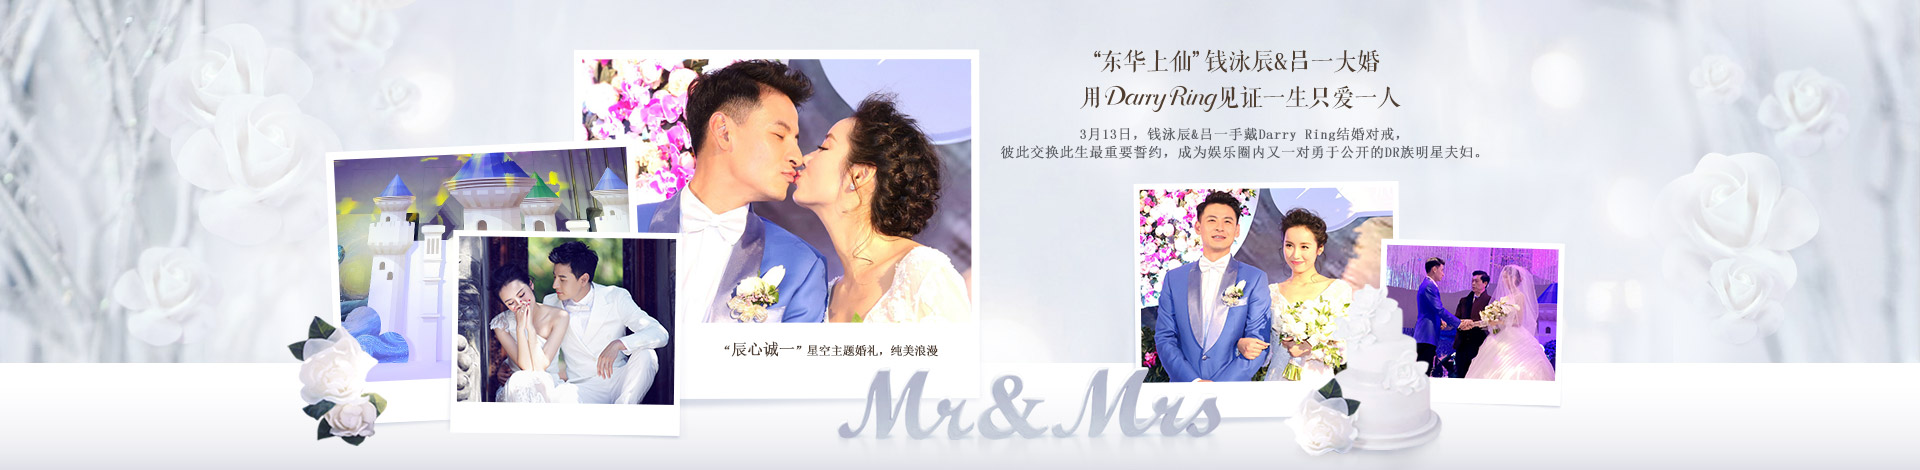 “东华上仙”钱泳辰&吕一大婚
用Darry Ring见证一生只爱一人
3月13日，钱泳辰&吕一手戴Darry Ring结婚对戒，
彼此交换此生最重要誓约，成为娱乐圈内又一对勇于公开的DR族明星夫妇。
“辰心诚一”星空主题婚礼，纯美浪漫
Mr&Mrs